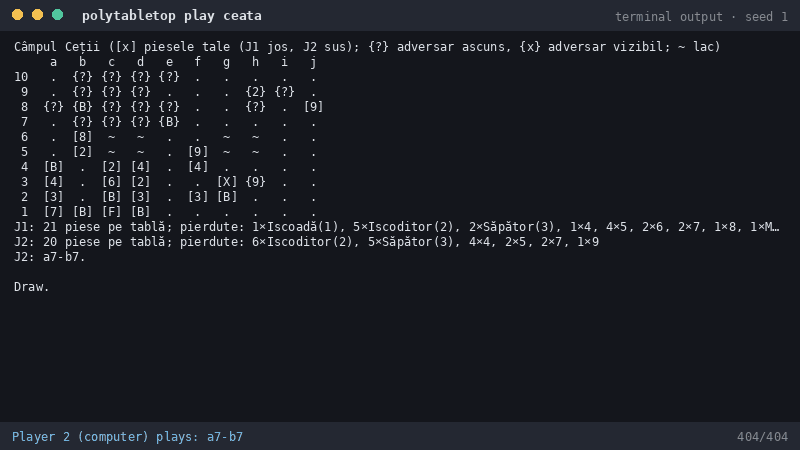 polytabletop play ceata
terminal output · seed 1
Câmpul Ceții ([x] piesele tale (J1 jos, J2 sus); {?} adversar ascuns, {x} adversar vizibil; ~ lac)
a b c d e f g h i j
10 . {?} {?} {?} {?} . . . . .
9 . {?} {?} {?} . . . {2} {?} .
8 {?} {B} {?} {?} {?} . . {?} . [9]
7 . {?} {?} {?} {B} . . . . .
6 . [8] ~ ~ . . ~ ~ . .
5 . [2] ~ ~ . [9] ~ ~ . .
4 [B] . [2] [4] . [4] . . . .
3 [4] . [6] [2] . . [X] {9} . .
2 [3] . [B] [3] . [3] [B] . . .
1 [7] [B] [F] [B] . . . . . .
J1: 21 piese pe tablă; pierdute: 1×Iscoadă(1), 5×Iscoditor(2), 2×Săpător(3), 1×4, 4×5, 2×6, 2×7, 1×8, 1×M…
J2: 20 piese pe tablă; pierdute: 6×Iscoditor(2), 5×Săpător(3), 4×4, 2×5, 2×7, 1×9
J2: a7-b7.
Draw.
Player 2 (computer) plays: a7-b7
404/404